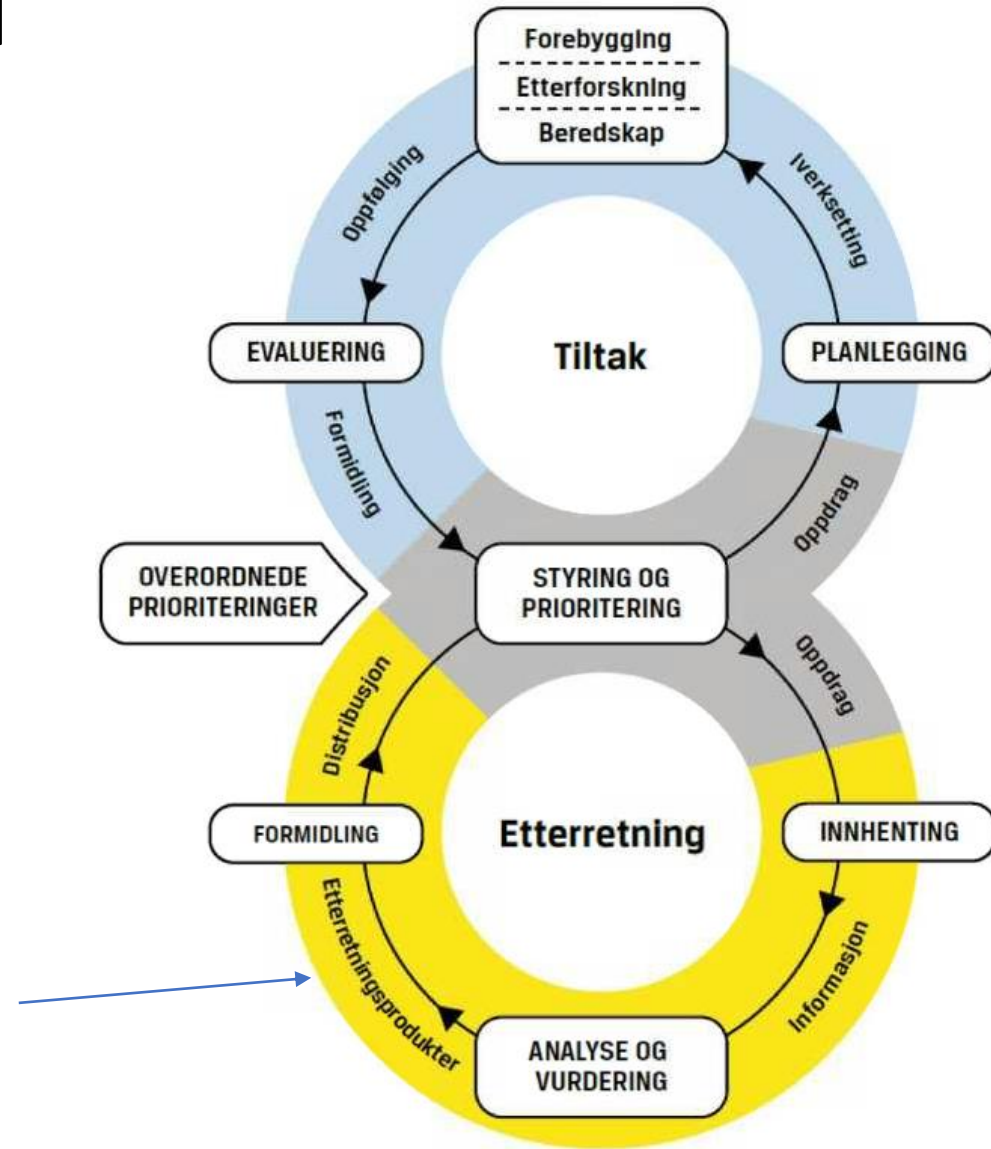 Forebygging
Etterforskning
Beredskap
Oppfølging
Iverksetting
EVALUERING
Tiltak
PLANLEGGING
Formidling
Oppdrag
OVERORDNEDE
PRIORITERINGER
STYRING OG
PRIORITERING
Distribusjon
Oppdrag
FORMIDLING
Etterretning
INNHENTING
Etterretningsprodukter
Informasjon
ANALYSE OG
VURDERING